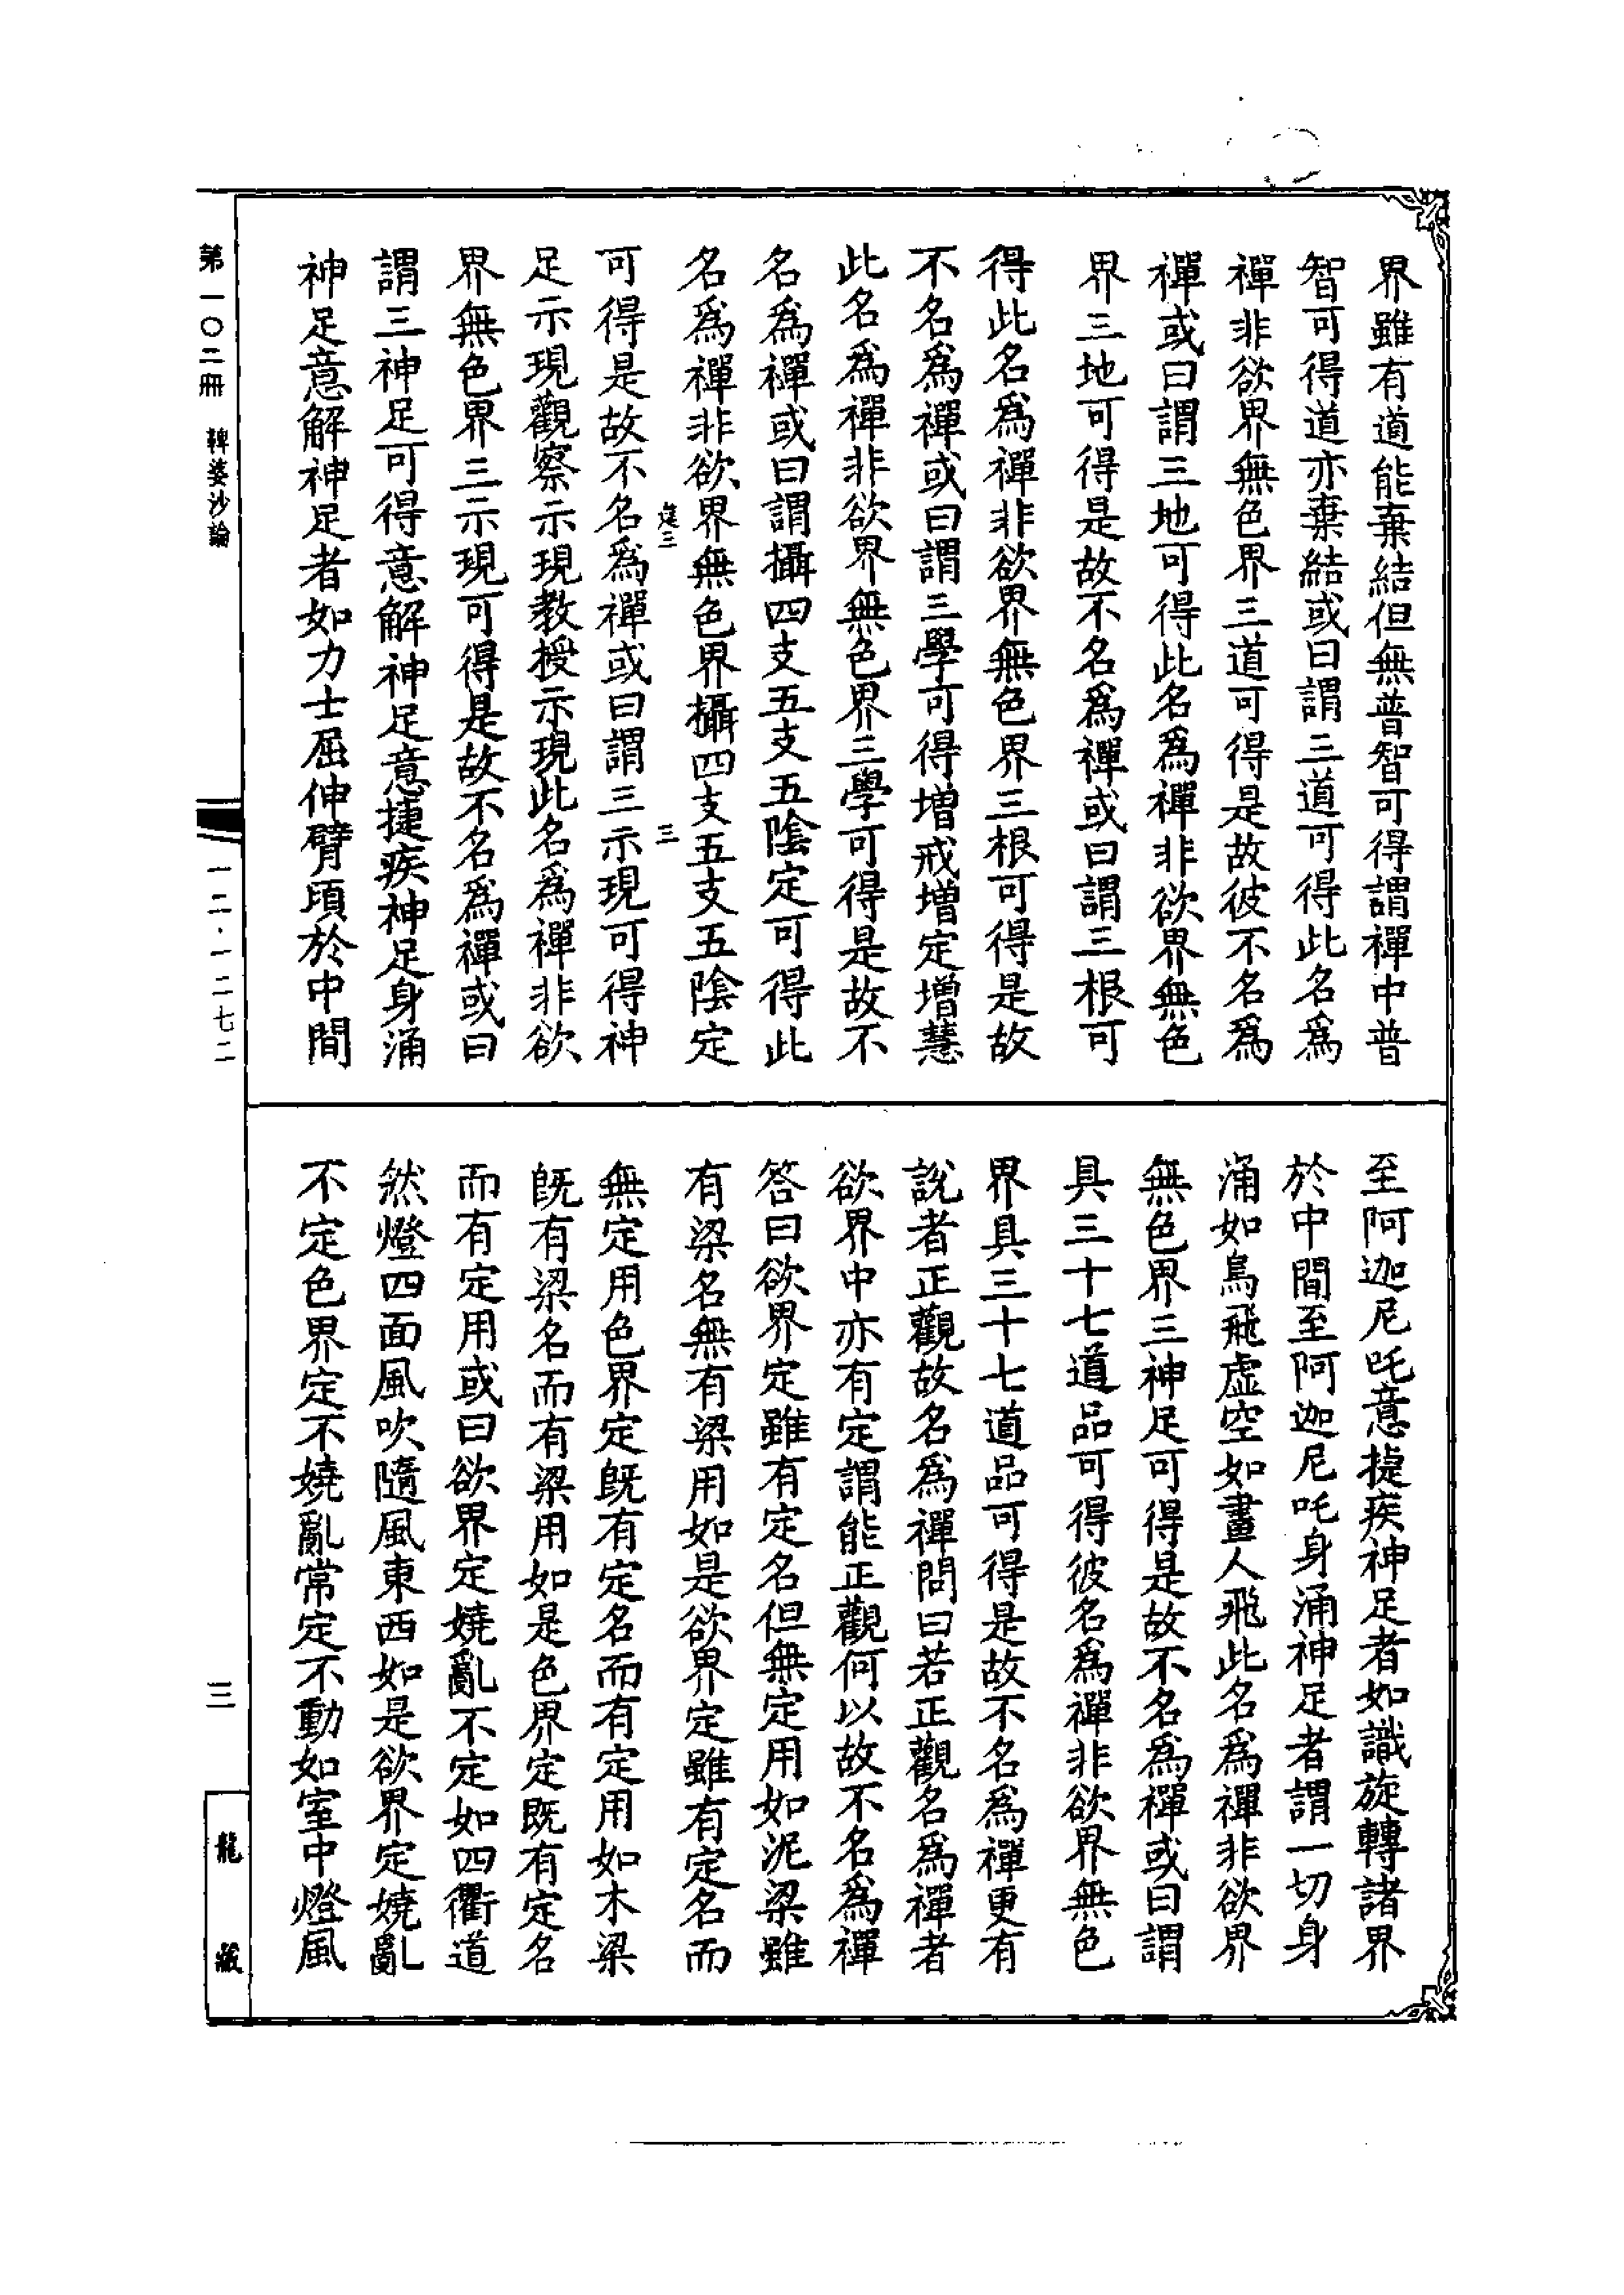 界雖有道能棄結但無普智可得謂禪中普
智可得道亦棄結或曰謂三道可得此名爲
禪非欲界無色界三道可得是故彼不名爲
禪或曰謂三地可得此名爲禪非欲界無色
界三地可得是故不名爲禪或曰謂三根可
得此名爲禪非欲界無色界三根可得是故
不名爲禪或曰謂三學可得增戒增定增慧
此名爲禪非欲界無色界三學可得是故不
名爲禪或曰謂攝四支五支五陰定可得此
名爲禪非欲界無色界攝四支五支五陰定
三
可得是故不名爲禪或曰謂三示現可得神
足示現觀察示現教授示現此名爲禪非欲
界無色界三示現可得是故不名爲禪或曰
謂三神足可得意解神足意捷疾神足身涌
神足意解神足者如力士屈伸臂頃於中間
至阿迦尼吒意捷疾神足者如識旋轉諸界
於中間至阿迦尼吒身涌神足者謂一切身
涌如鳥飛虛空如畫人飛此名爲禪非欲界
無色界三神足可得是故不名爲禪或曰謂
具三十七道品可得彼名爲禪非欲界無色
界具三十七道品可得是故不名爲禪更有
說者正觀故名爲禪問曰若正觀名爲禪者
欲界中亦有定謂能正觀何以故不名爲禪
答曰欲界定雖有定名但無定用如泥梁雖
有梁名無有梁用如是欲界定雖有定名而
無定用色界定既有定名而有定用如木梁
既有梁名而有梁用如是色界定既有定名
而有定用或曰欲界定嬈亂不定如四衢道
然燈四面風吹隨風東西如是欲界定嬈亂
不定色界定不嬈亂常定不動如室中燈風
第一〇二冊 鞞婆沙論
一二·一二七二
三
龍藏